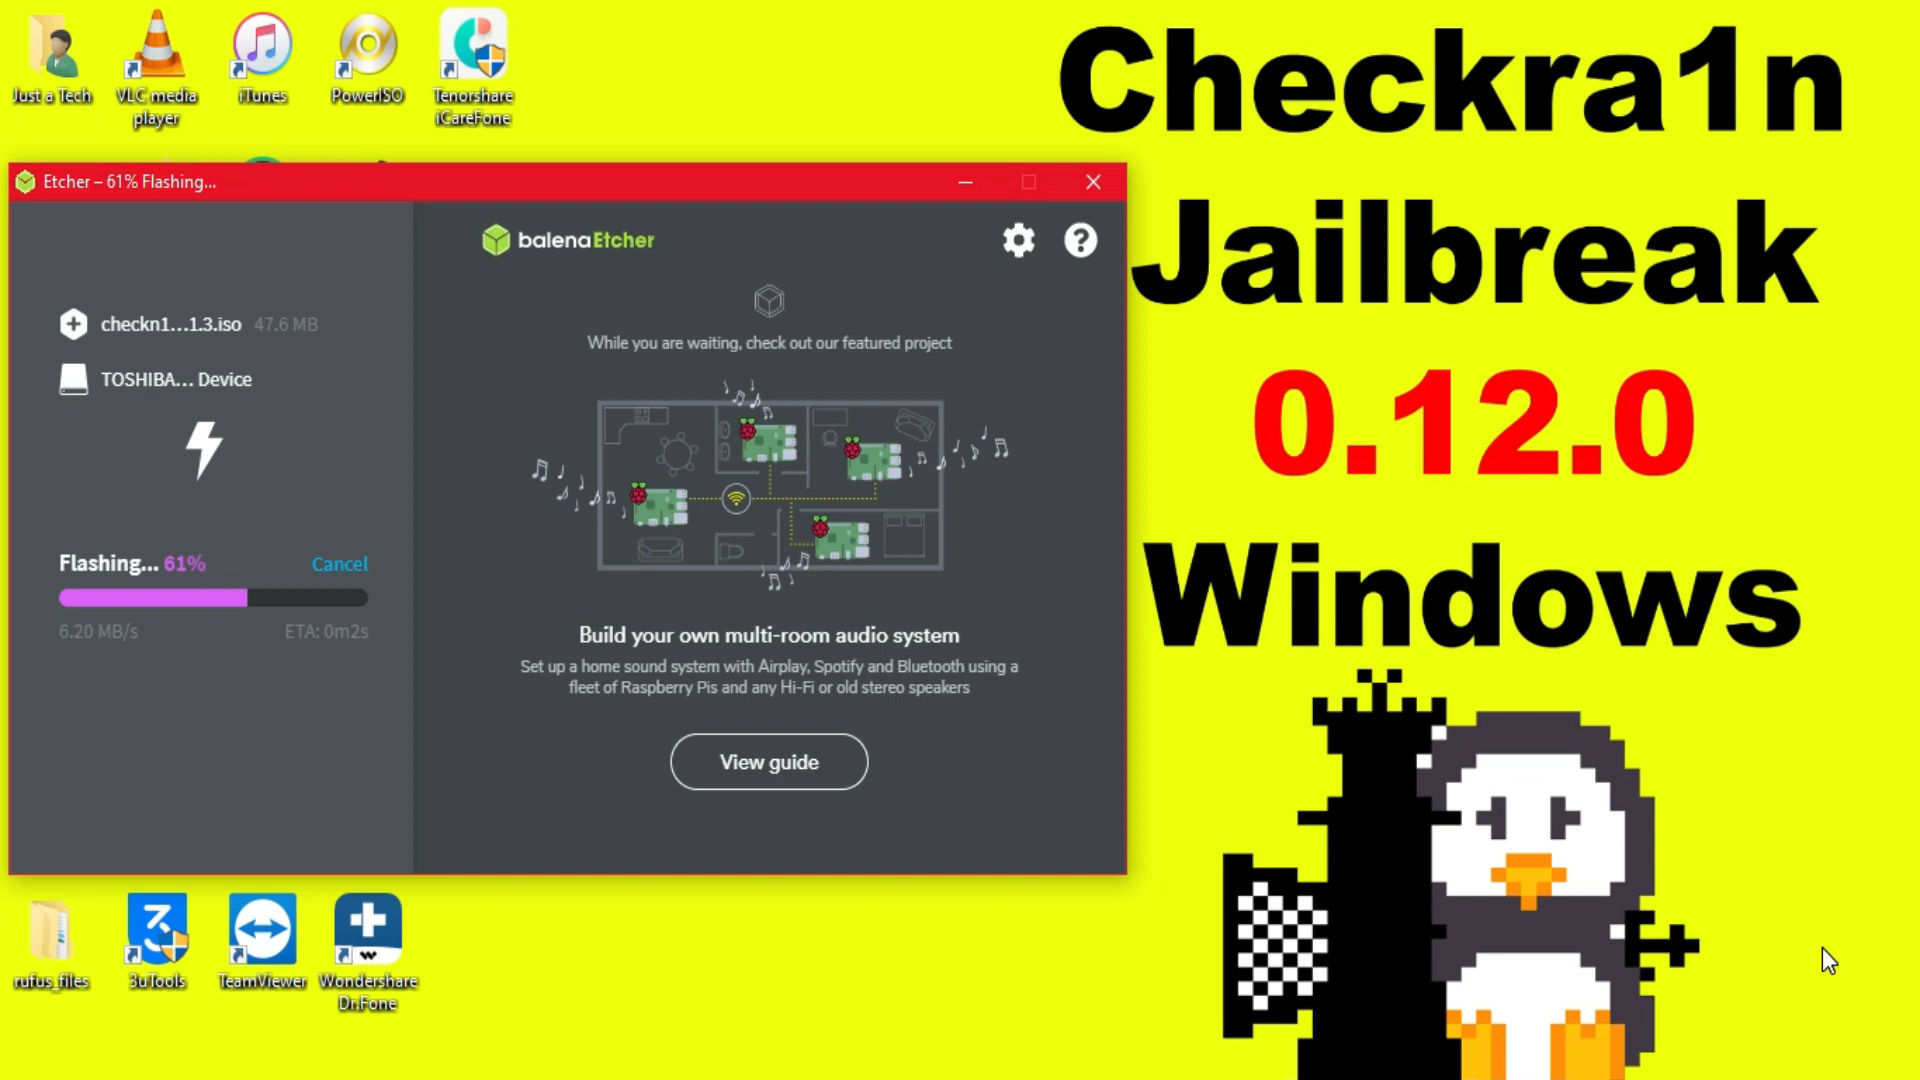 Just a Tech
VLC media player
iTunes
PowerISO
Tenorshare iCareFone
Checkra1n
Jailbreak
0.12.0
Windows
Etcher – 61% Flashing...
balenaEtcher
checkn1...1.3.iso 47.6 MB
TOSHIBA... Device
Flashing... 61% Cancel
6.20 MB/s ETA: 0m2s
While you are waiting, check out our featured project
Build your own multi-room audio system
Set up a home sound system with Airplay, Spotify and Bluetooth using a
fleet of Raspberry Pis and any Hi-Fi or old stereo speakers
View guide
rufus_files
3uTools
TeamViewer
Wondershare Dr.Fone